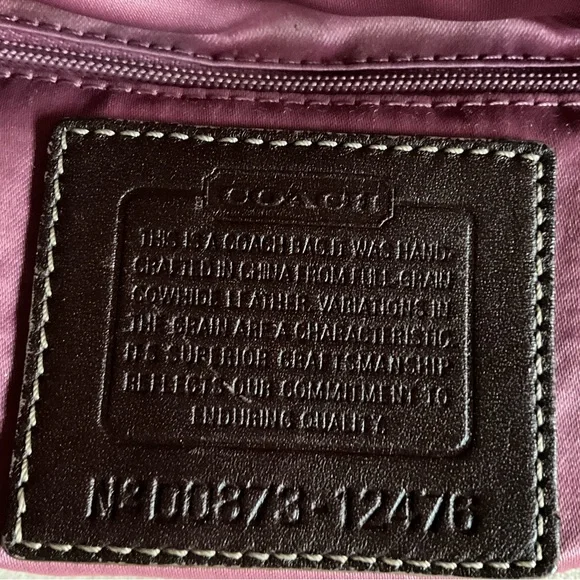 COACH
THIS IS A COACH BAG.IT WAS HAND-
CRAFTED IN CHINA FROM FULL GRAIN
COWHIDE LEATHER. VARIATIONS IN
THE GRAIN ARE A CHARACTERISTIC
ITS SUPERIOR CRAFTSMANSHIP
REFLECTS OUR COMMITMENT TO
ENDURING QUALITY.
Nº D0873-12476